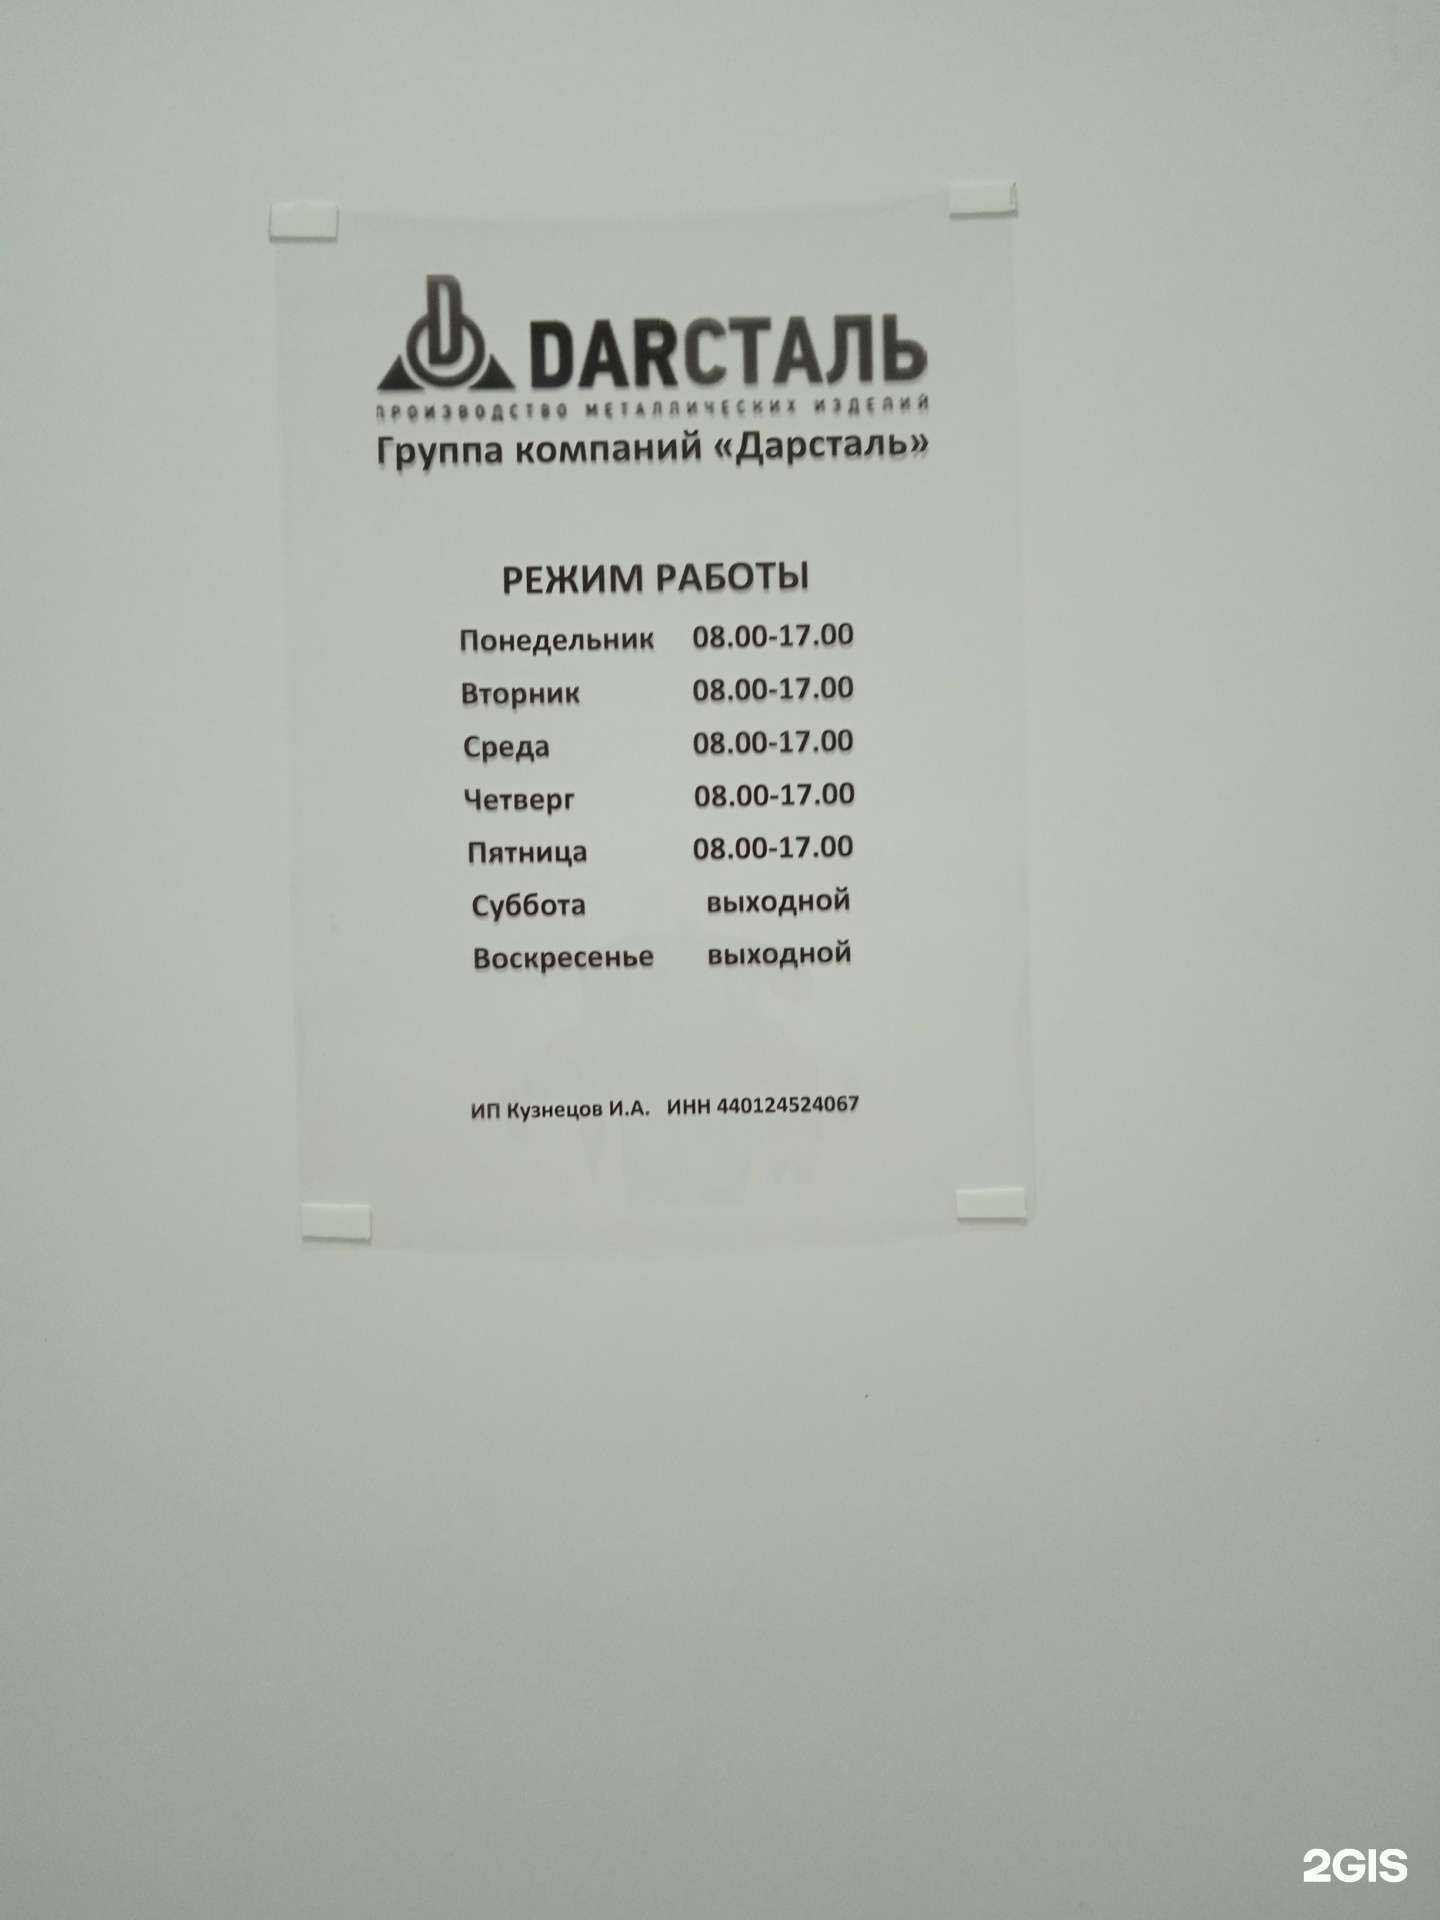 DARСТАЛЬ
ПРОИЗВОДСТВО МЕТАЛЛИЧЕСКИХ ИЗДЕЛИЙ
Группа компаний «Дарсталь»
РЕЖИМ РАБОТЫ
Понедельник 08.00-17.00
Вторник 08.00-17.00
Среда 08.00-17.00
Четверг 08.00-17.00
Пятница 08.00-17.00
Суббота выходной
Воскресенье выходной
ИП Кузнецов И.А. ИНН 440124524067
2GIS